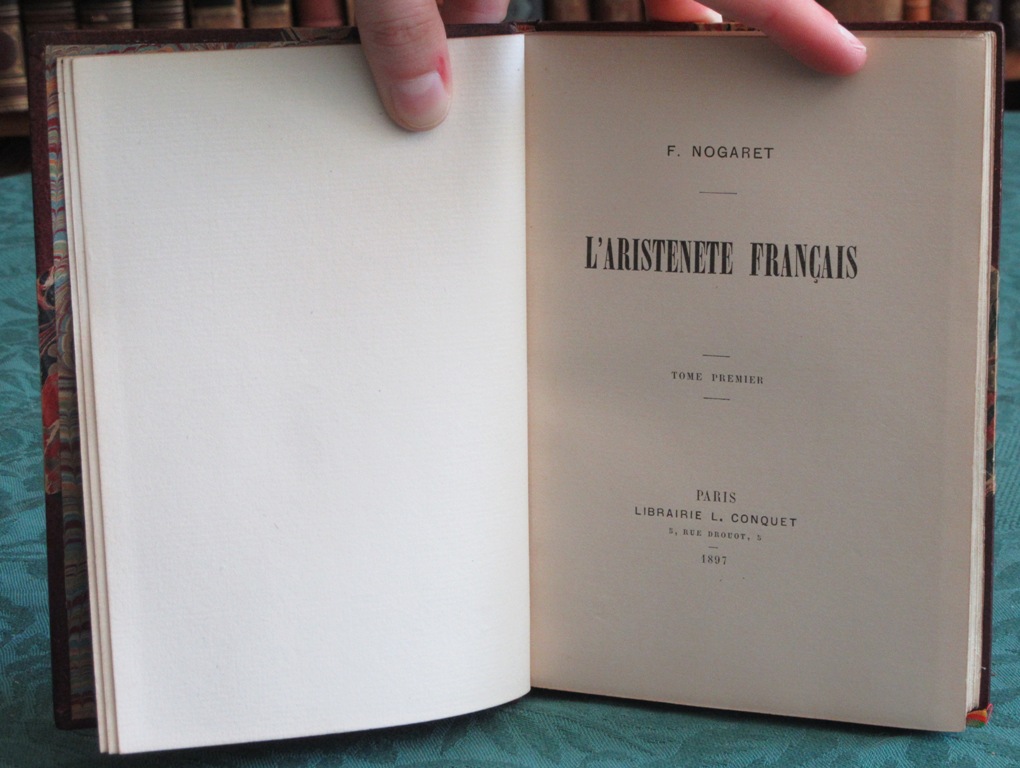 F. NOGARET
L'ARISTENETE FRANÇAIS
TOME PREMIER
PARIS
LIBRAIRIE L. CONQUET
5, RUE DROUOT, 5
1897